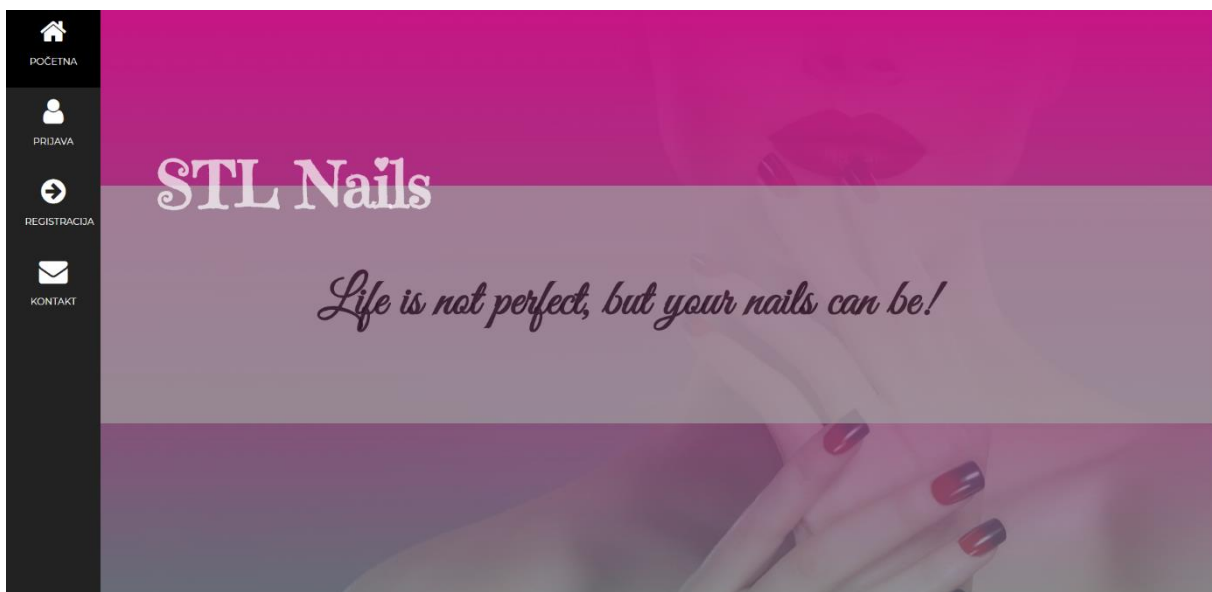 POČETNA
PRIJAVA
REGISTRACIJA
KONTAKT
STL Nails
Life is not perfect, but your nails can be!